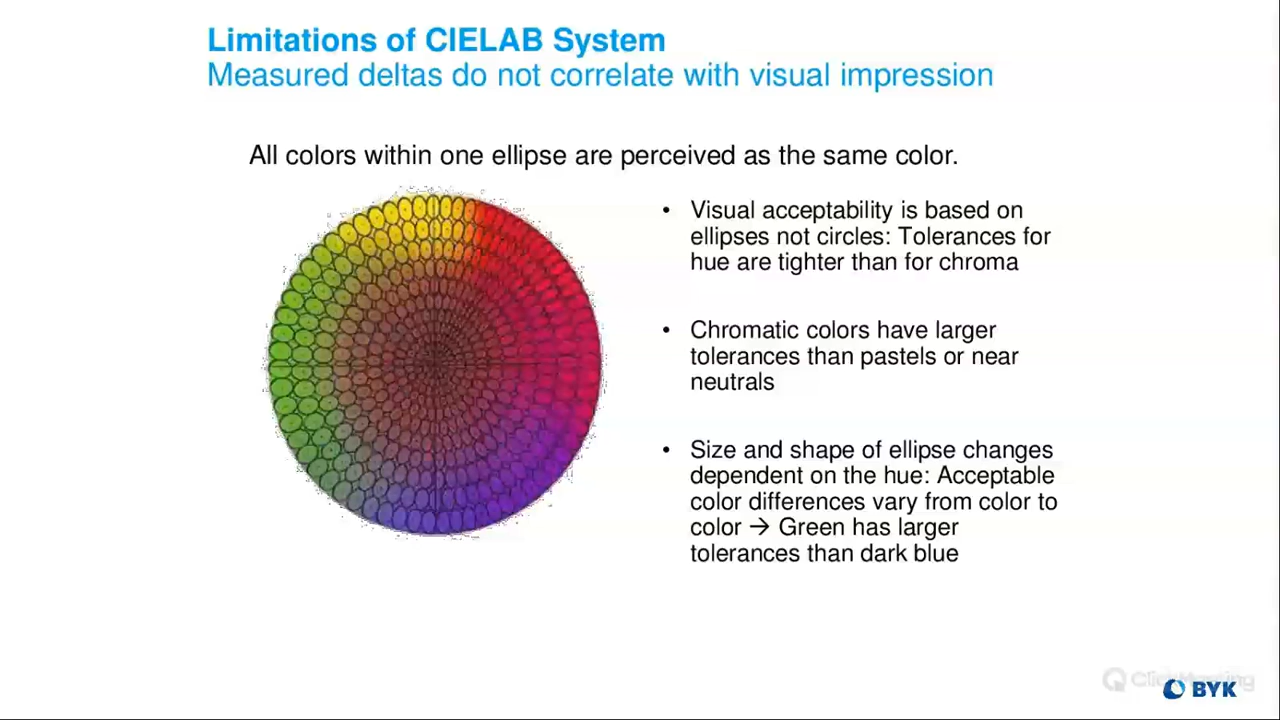 Limitations of CIELAB System
Measured deltas do not correlate with visual impression
All colors within one ellipse are perceived as the same color.
• Visual acceptability is based on
ellipses not circles: Tolerances for
hue are tighter than for chroma
• Chromatic colors have larger
tolerances than pastels or near
neutrals
• Size and shape of ellipse changes
dependent on the hue: Acceptable
color differences vary from color to
color → Green has larger
tolerances than dark blue
ClickMeeting
BYK